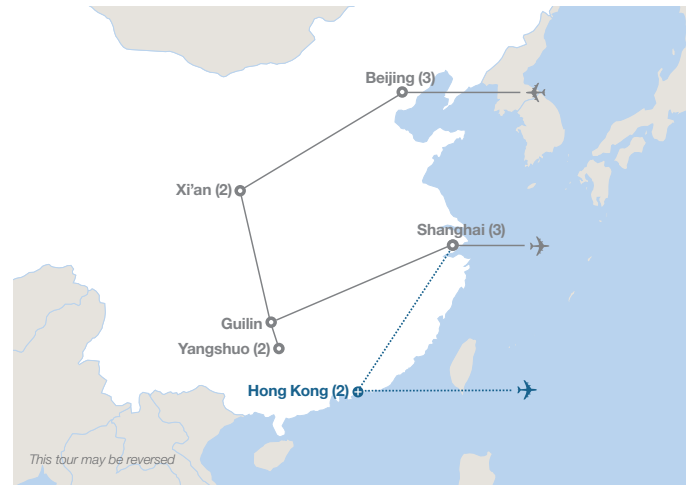 Beijing (3)
Xi'an (2)
Shanghai (3)
Guilin
Yangshuo (2)
Hong Kong (2)
This tour may be reversed